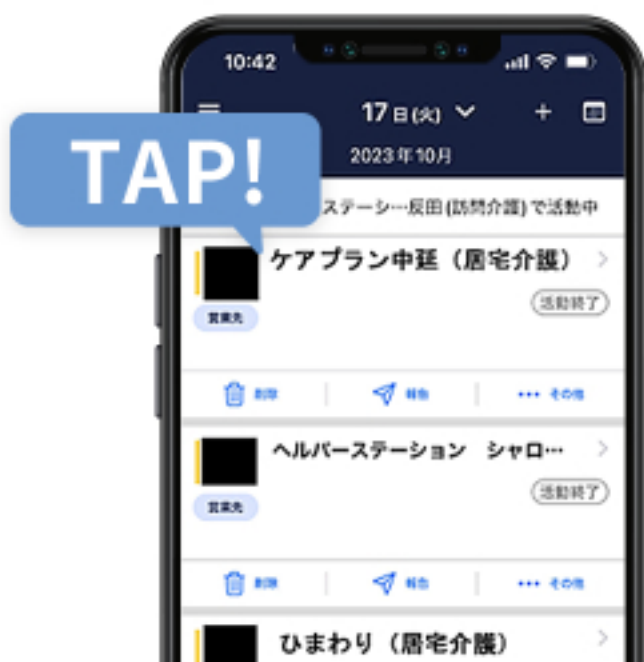 10:42
TAP!
17日(火)
2023年10月
ステーシ…反田(訪問介護)で活動中
ケアプラン中延（居宅介護）
活動終了
営業先
削除 報告 その他
ヘルパーステーション シャロ…
活動終了
営業先
削除 報告 その他
ひまわり（居宅介護）